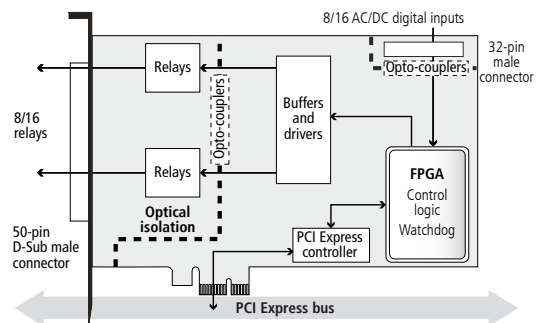 8/16 AC/DC digital inputs
32-pin
male
connector
Opto-couplers
Relays
Opto-couplers
Buffers
and
drivers
8/16
relays
Relays
FPGA
Control
logic
Watchdog
Optical
isolation
50-pin
D-Sub male
connector
PCI Express
controller
PCI Express bus